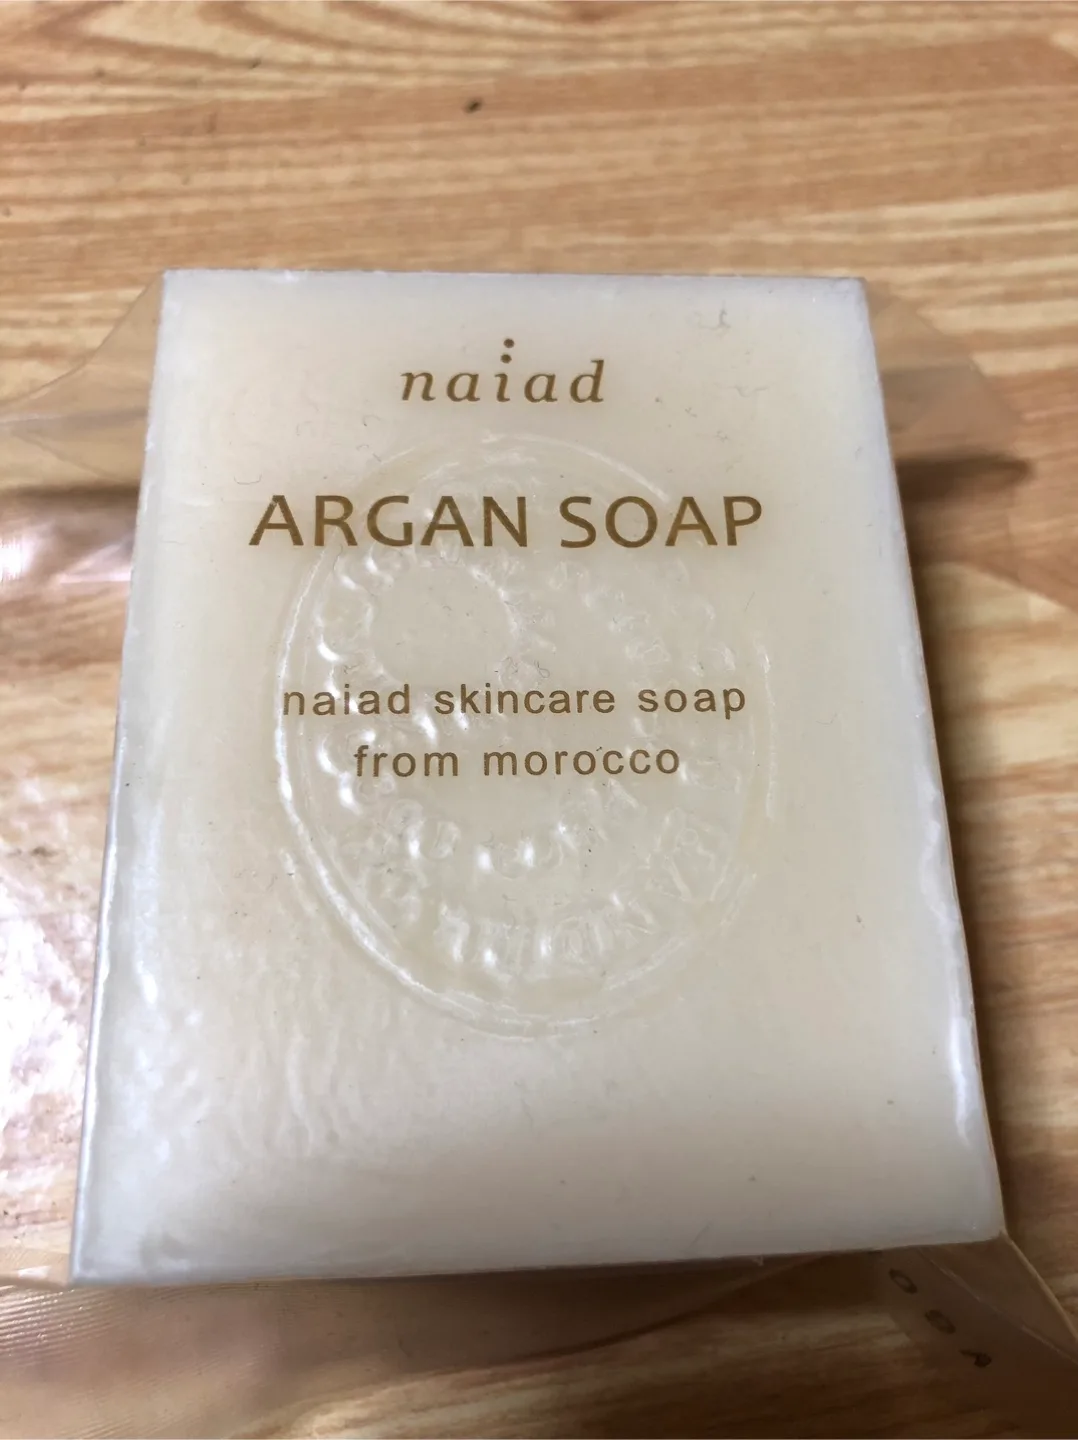 naiad
ARGAN SOAP
naiad skincare soap
from morocco